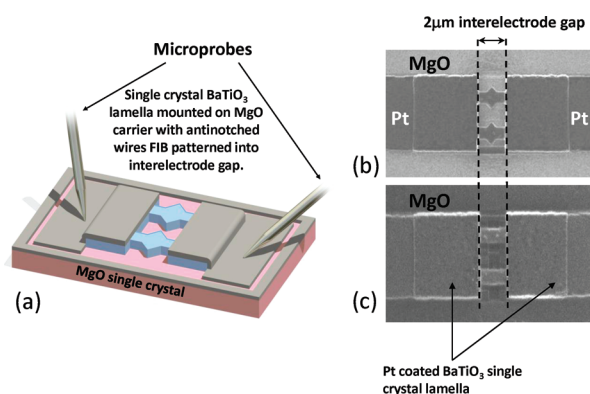 2μm interelectrode gap
Microprobes
Single crystal BaTiO₃
lamella mounted on MgO
carrier with antinotched
wires FIB patterned into
interelectrode gap.
MgO single crystal
(a)
MgO
Pt
Pt
(b)
MgO
(c)
Pt coated BaTiO₃ single
crystal lamella